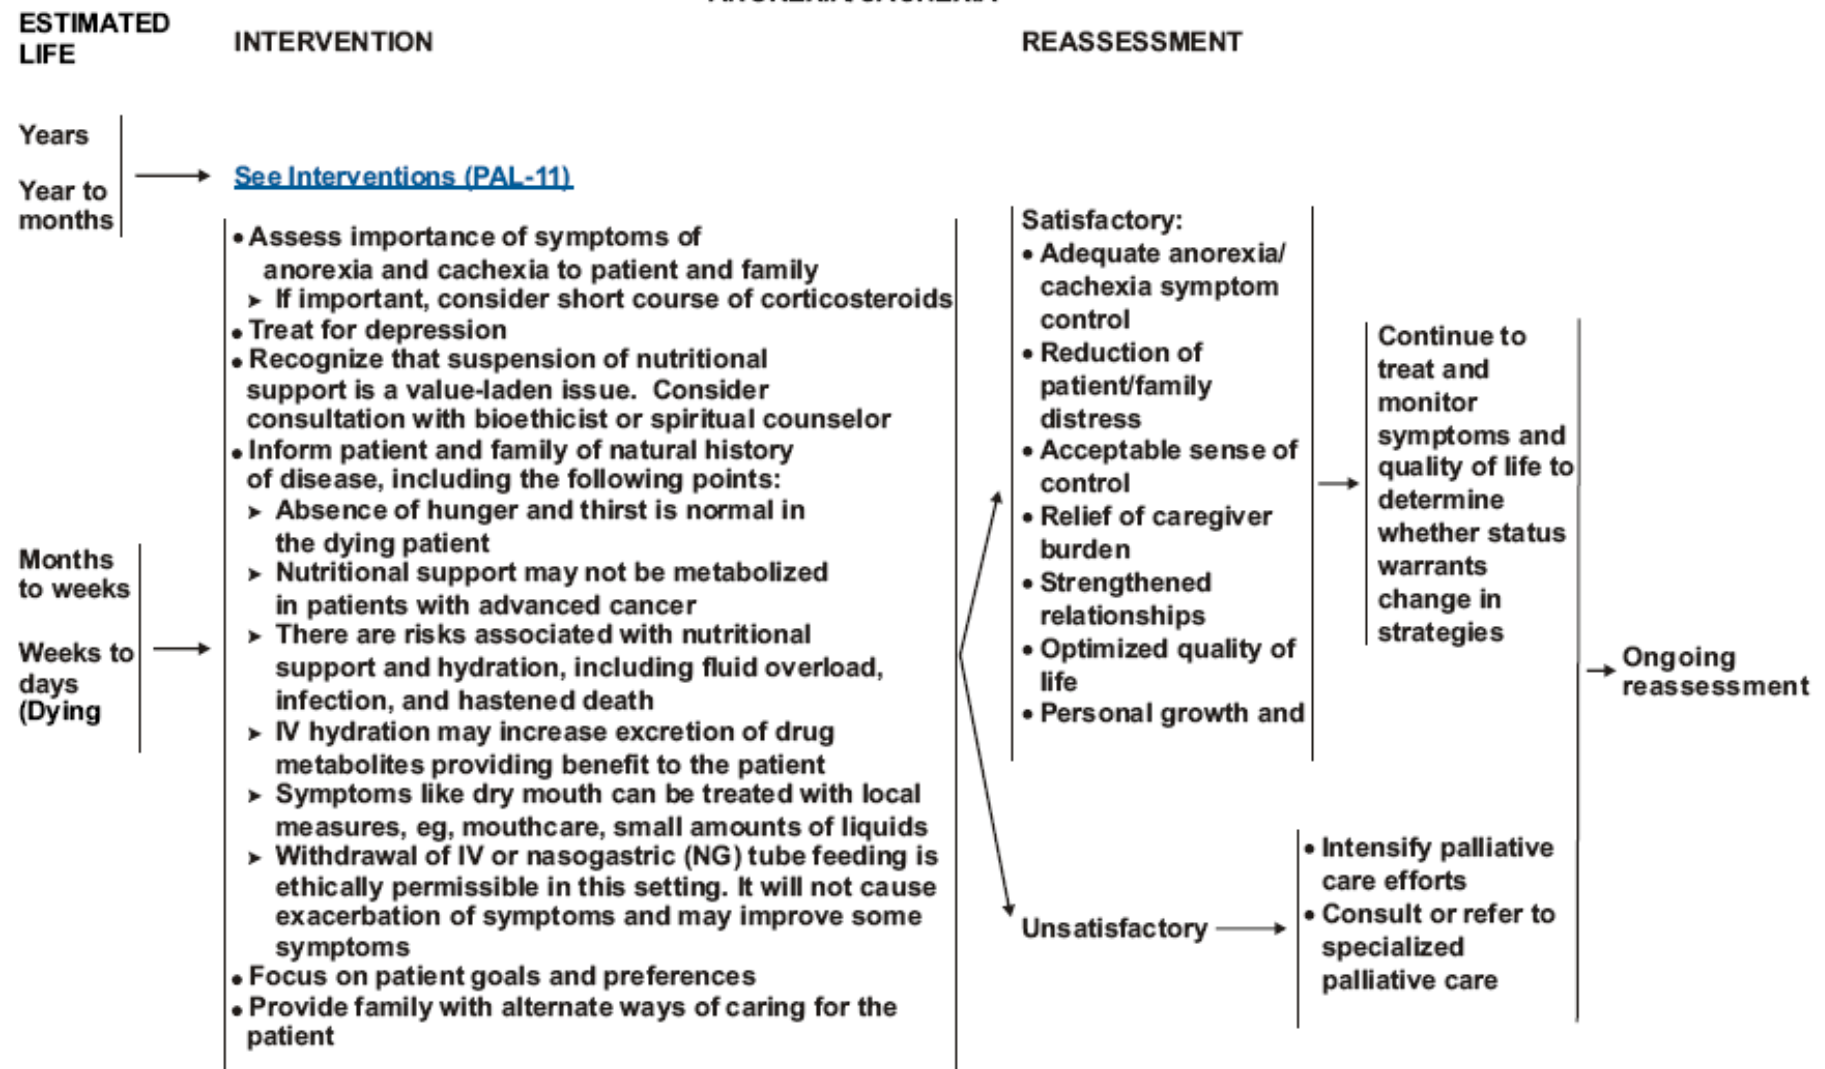 ESTIMATED
LIFE
INTERVENTION
REASSESSMENT
Years
Year to
months
See Interventions (PAL-11)
Months
to weeks
Weeks to
days
(Dying
• Assess importance of symptoms of
anorexia and cachexia to patient and family
➤ If important, consider short course of corticosteroids
• Treat for depression
• Recognize that suspension of nutritional
support is a value-laden issue. Consider
consultation with bioethicist or spiritual counselor
• Inform patient and family of natural history
of disease, including the following points:
➤ Absence of hunger and thirst is normal in
the dying patient
➤ Nutritional support may not be metabolized
in patients with advanced cancer
➤ There are risks associated with nutritional
support and hydration, including fluid overload,
infection, and hastened death
➤ IV hydration may increase excretion of drug
metabolites providing benefit to the patient
➤ Symptoms like dry mouth can be treated with local
measures, eg, mouthcare, small amounts of liquids
➤ Withdrawal of IV or nasogastric (NG) tube feeding is
ethically permissible in this setting. It will not cause
exacerbation of symptoms and may improve some
symptoms
• Focus on patient goals and preferences
• Provide family with alternate ways of caring for the
patient
Satisfactory:
• Adequate anorexia/
cachexia symptom
control
• Reduction of
patient/family
distress
• Acceptable sense of
control
• Relief of caregiver
burden
• Strengthened
relationships
• Optimized quality of
life
• Personal growth and
Continue to
treat and
monitor
symptoms and
quality of life to
determine
whether status
warrants
change in
strategies
Unsatisfactory
• Intensify palliative
care efforts
• Consult or refer to
specialized
palliative care
Ongoing
reassessment